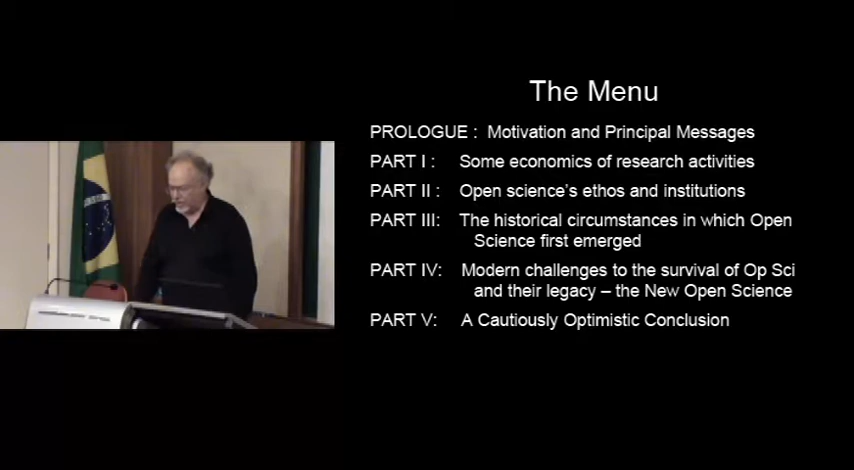 The Menu
PROLOGUE : Motivation and Principal Messages
PART I : Some economics of research activities
PART II : Open science's ethos and institutions
PART III: The historical circumstances in which Open
Science first emerged
PART IV: Modern challenges to the survival of Op Sci
and their legacy – the New Open Science
PART V: A Cautiously Optimistic Conclusion